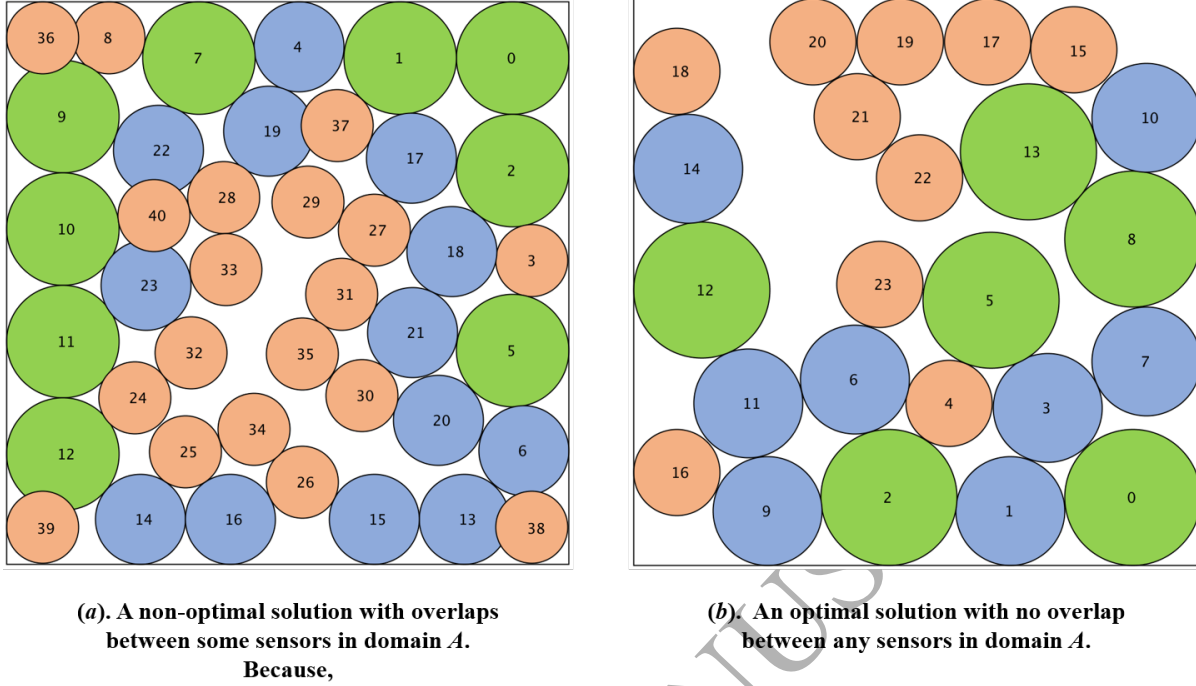 36 8 7 4 1 0
9 22 19 37 17 2
40 28 29 27
10 23 33 31 18 3
11 32 35 21 5
24 34 30 20 6
12 25 26
39 14 16 15 13 38
20 19 17 15
18 21 10
14 22 13
12 23 5 8
11 6 4 3 7
16 9 2 1 0
(a). A non-optimal solution with overlaps
between some sensors in domain A.
Because,
(b). An optimal solution with no overlap
between any sensors in domain A.
NUS